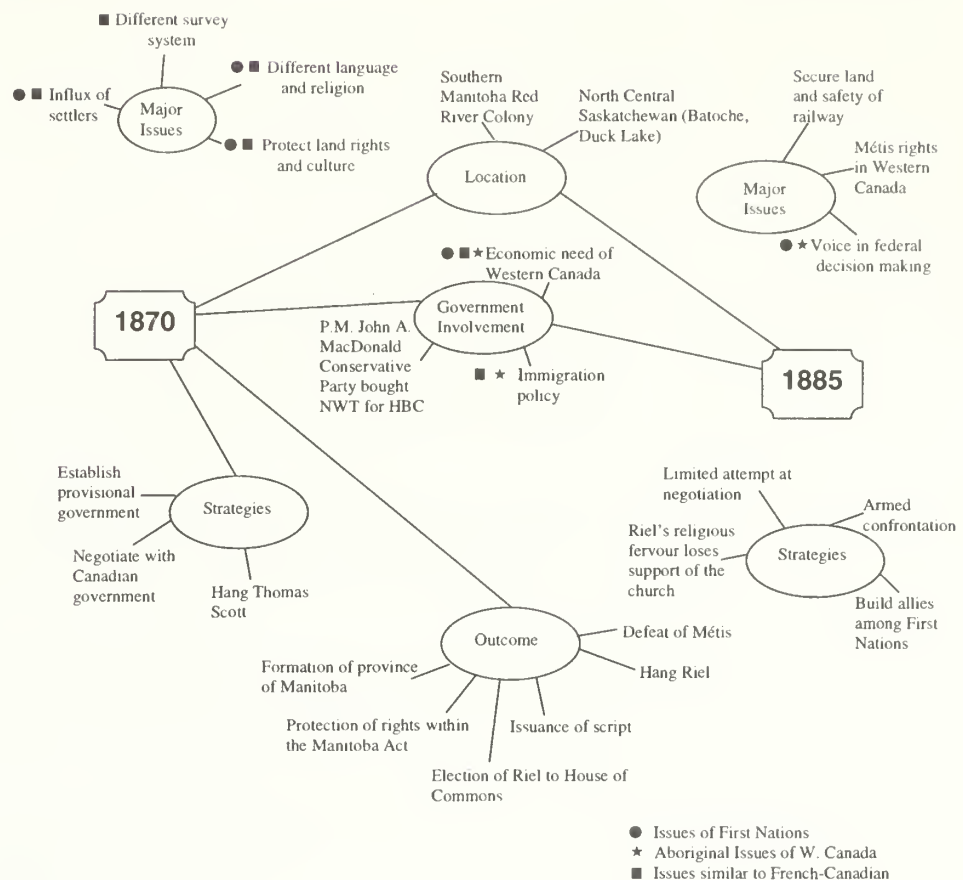 ■ Different survey
system
● ■ Different language
and religion
● ■ Influx of
settlers
Major
Issues
● ■ Protect land rights
and culture
Southern
Manitoha Red
River Colony
North Central
Saskatchewan (Batoche,
Duck Lake)
Location
Secure land
and safety of
railway
Métis rights
in Western
Canada
Major
Issues
● ★ Voice in federal
decision making
● ■ ★ Economic need of
Western Canada
Government
Involvement
P.M. John A.
MacDonald
Conservative
Party bought
NWT for HBC
■ ★ Immigration
policy
1870
1885
Establish
provisional
government
Strategies
Negotiate with
Canadian
government
Hang Thomas
Scott
Limited attempt at
negotiation
Armed
confrontation
Riel's religious
fervour loses
support of the
church
Strategies
Build allies
among First
Nations
Outcome
Defeat of Métis
Hang Riel
Formation of province
of Manitoba
Protection of rights within
the Manitoba Act
Issuance of script
Election of Riel to House of
Commons
● Issues of First Nations
★ Aboriginal Issues of W. Canada
■ Issues similar to French-Canadian